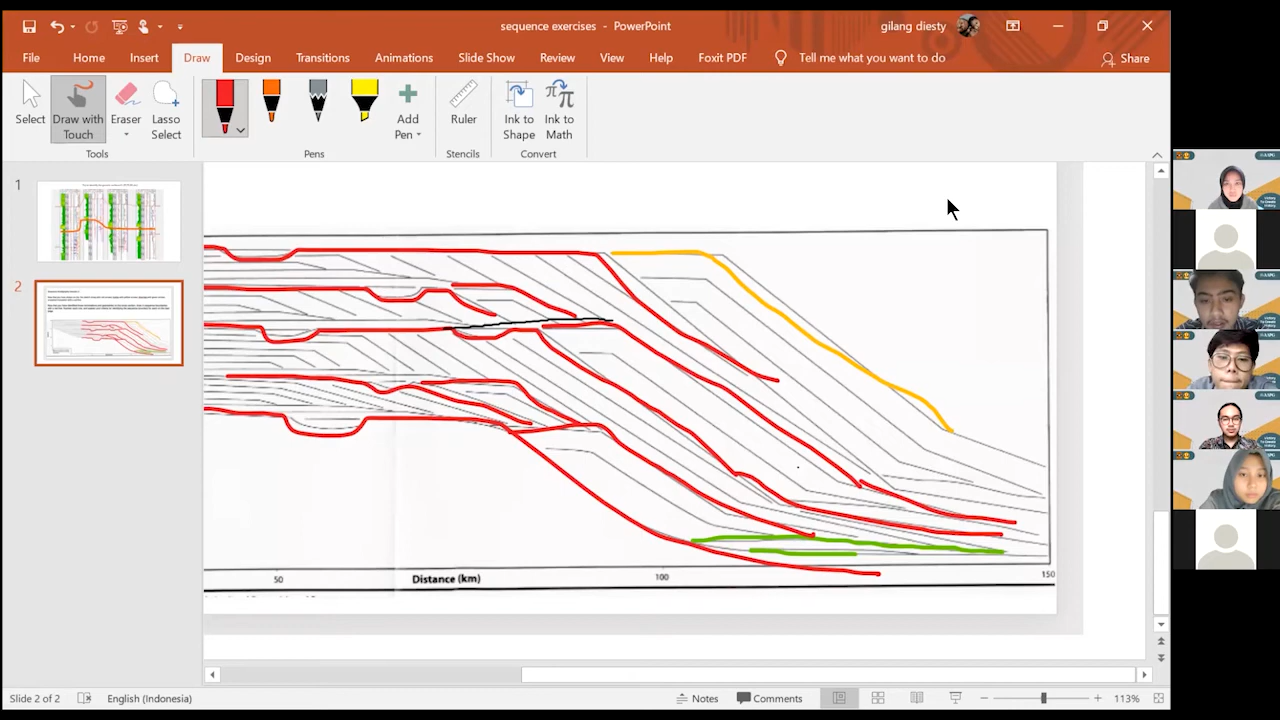 sequence exercises - PowerPoint
gilang diesty
File Home Insert Draw Design Transitions Animations Slide Show Review View Help Foxit PDF Tell me what you want to do Share
Select Draw with Touch Eraser Lasso Select Add Pen Ruler Ink to Shape Ink to Math
Tools Pens Stencils Convert
1
2
50 Distance (km) 100 150
Slide 2 of 2 English (Indonesia) Notes Comments 113%